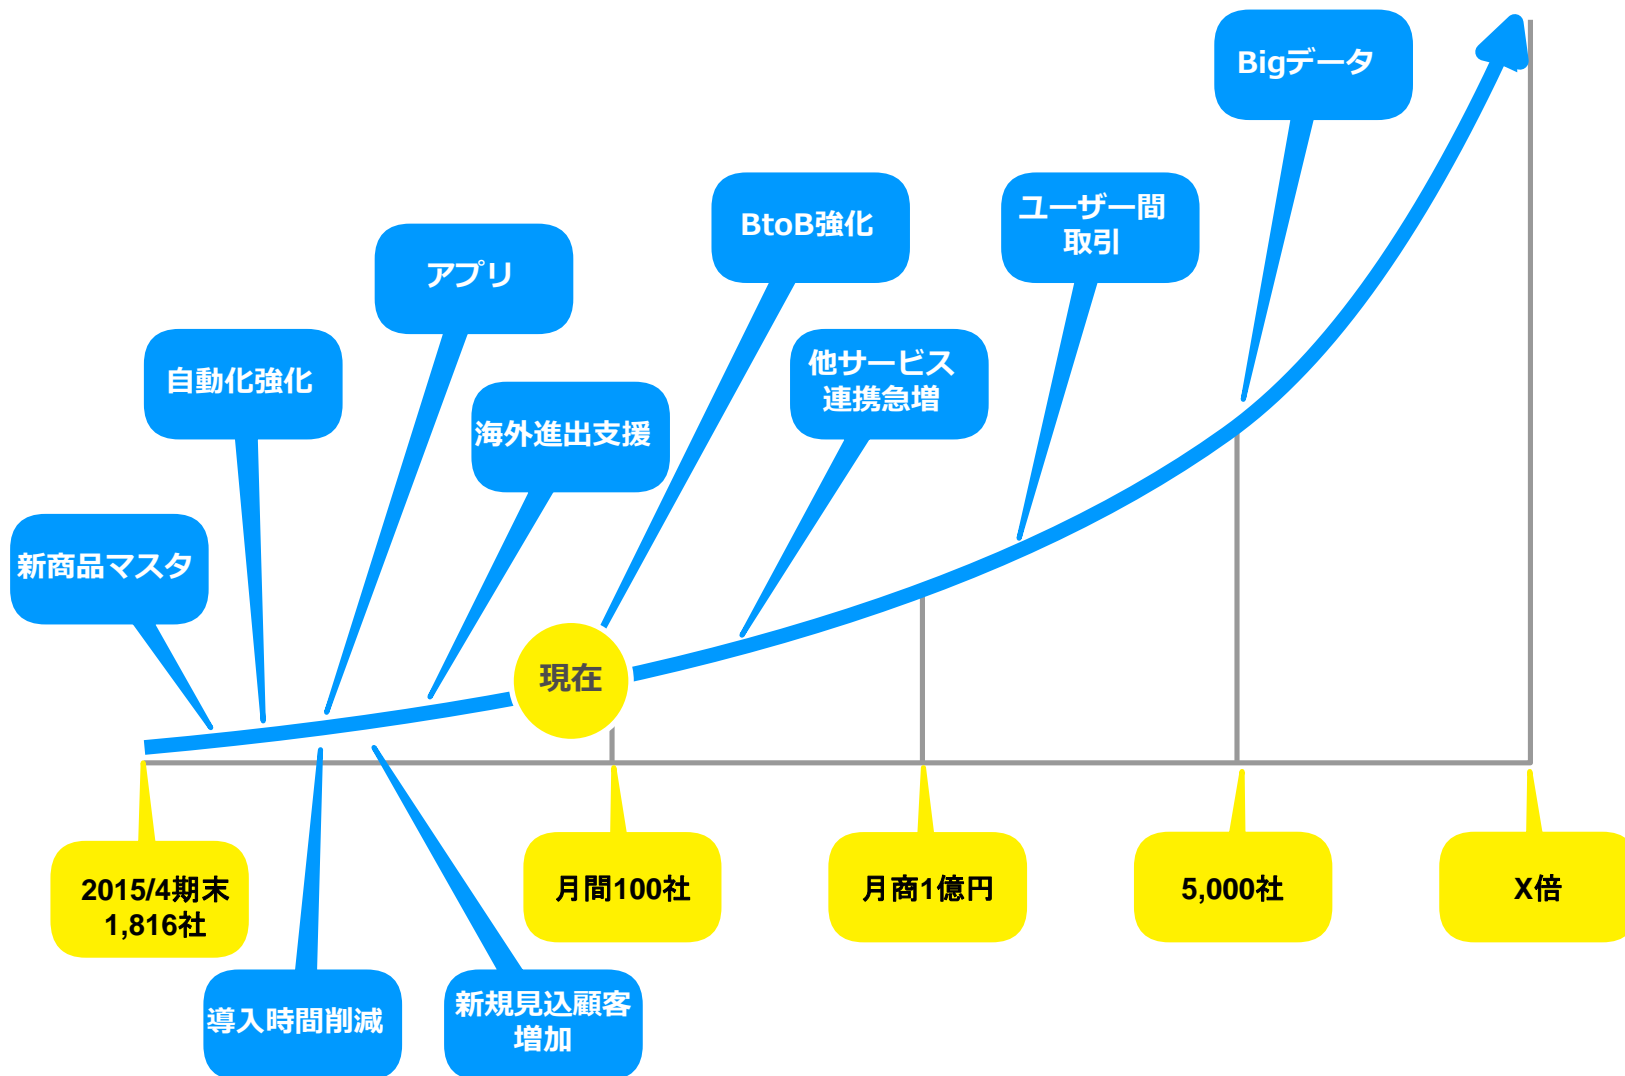 Bigデータ
BtoB強化
ユーザー間
取引
アプリ
自動化強化
他サービス
連携急増
海外進出支援
新商品マスタ
現在
2015/4期末
1,816社
月間100社
月商1億円
5,000社
X倍
導入時間削減
新規見込顧客
増加